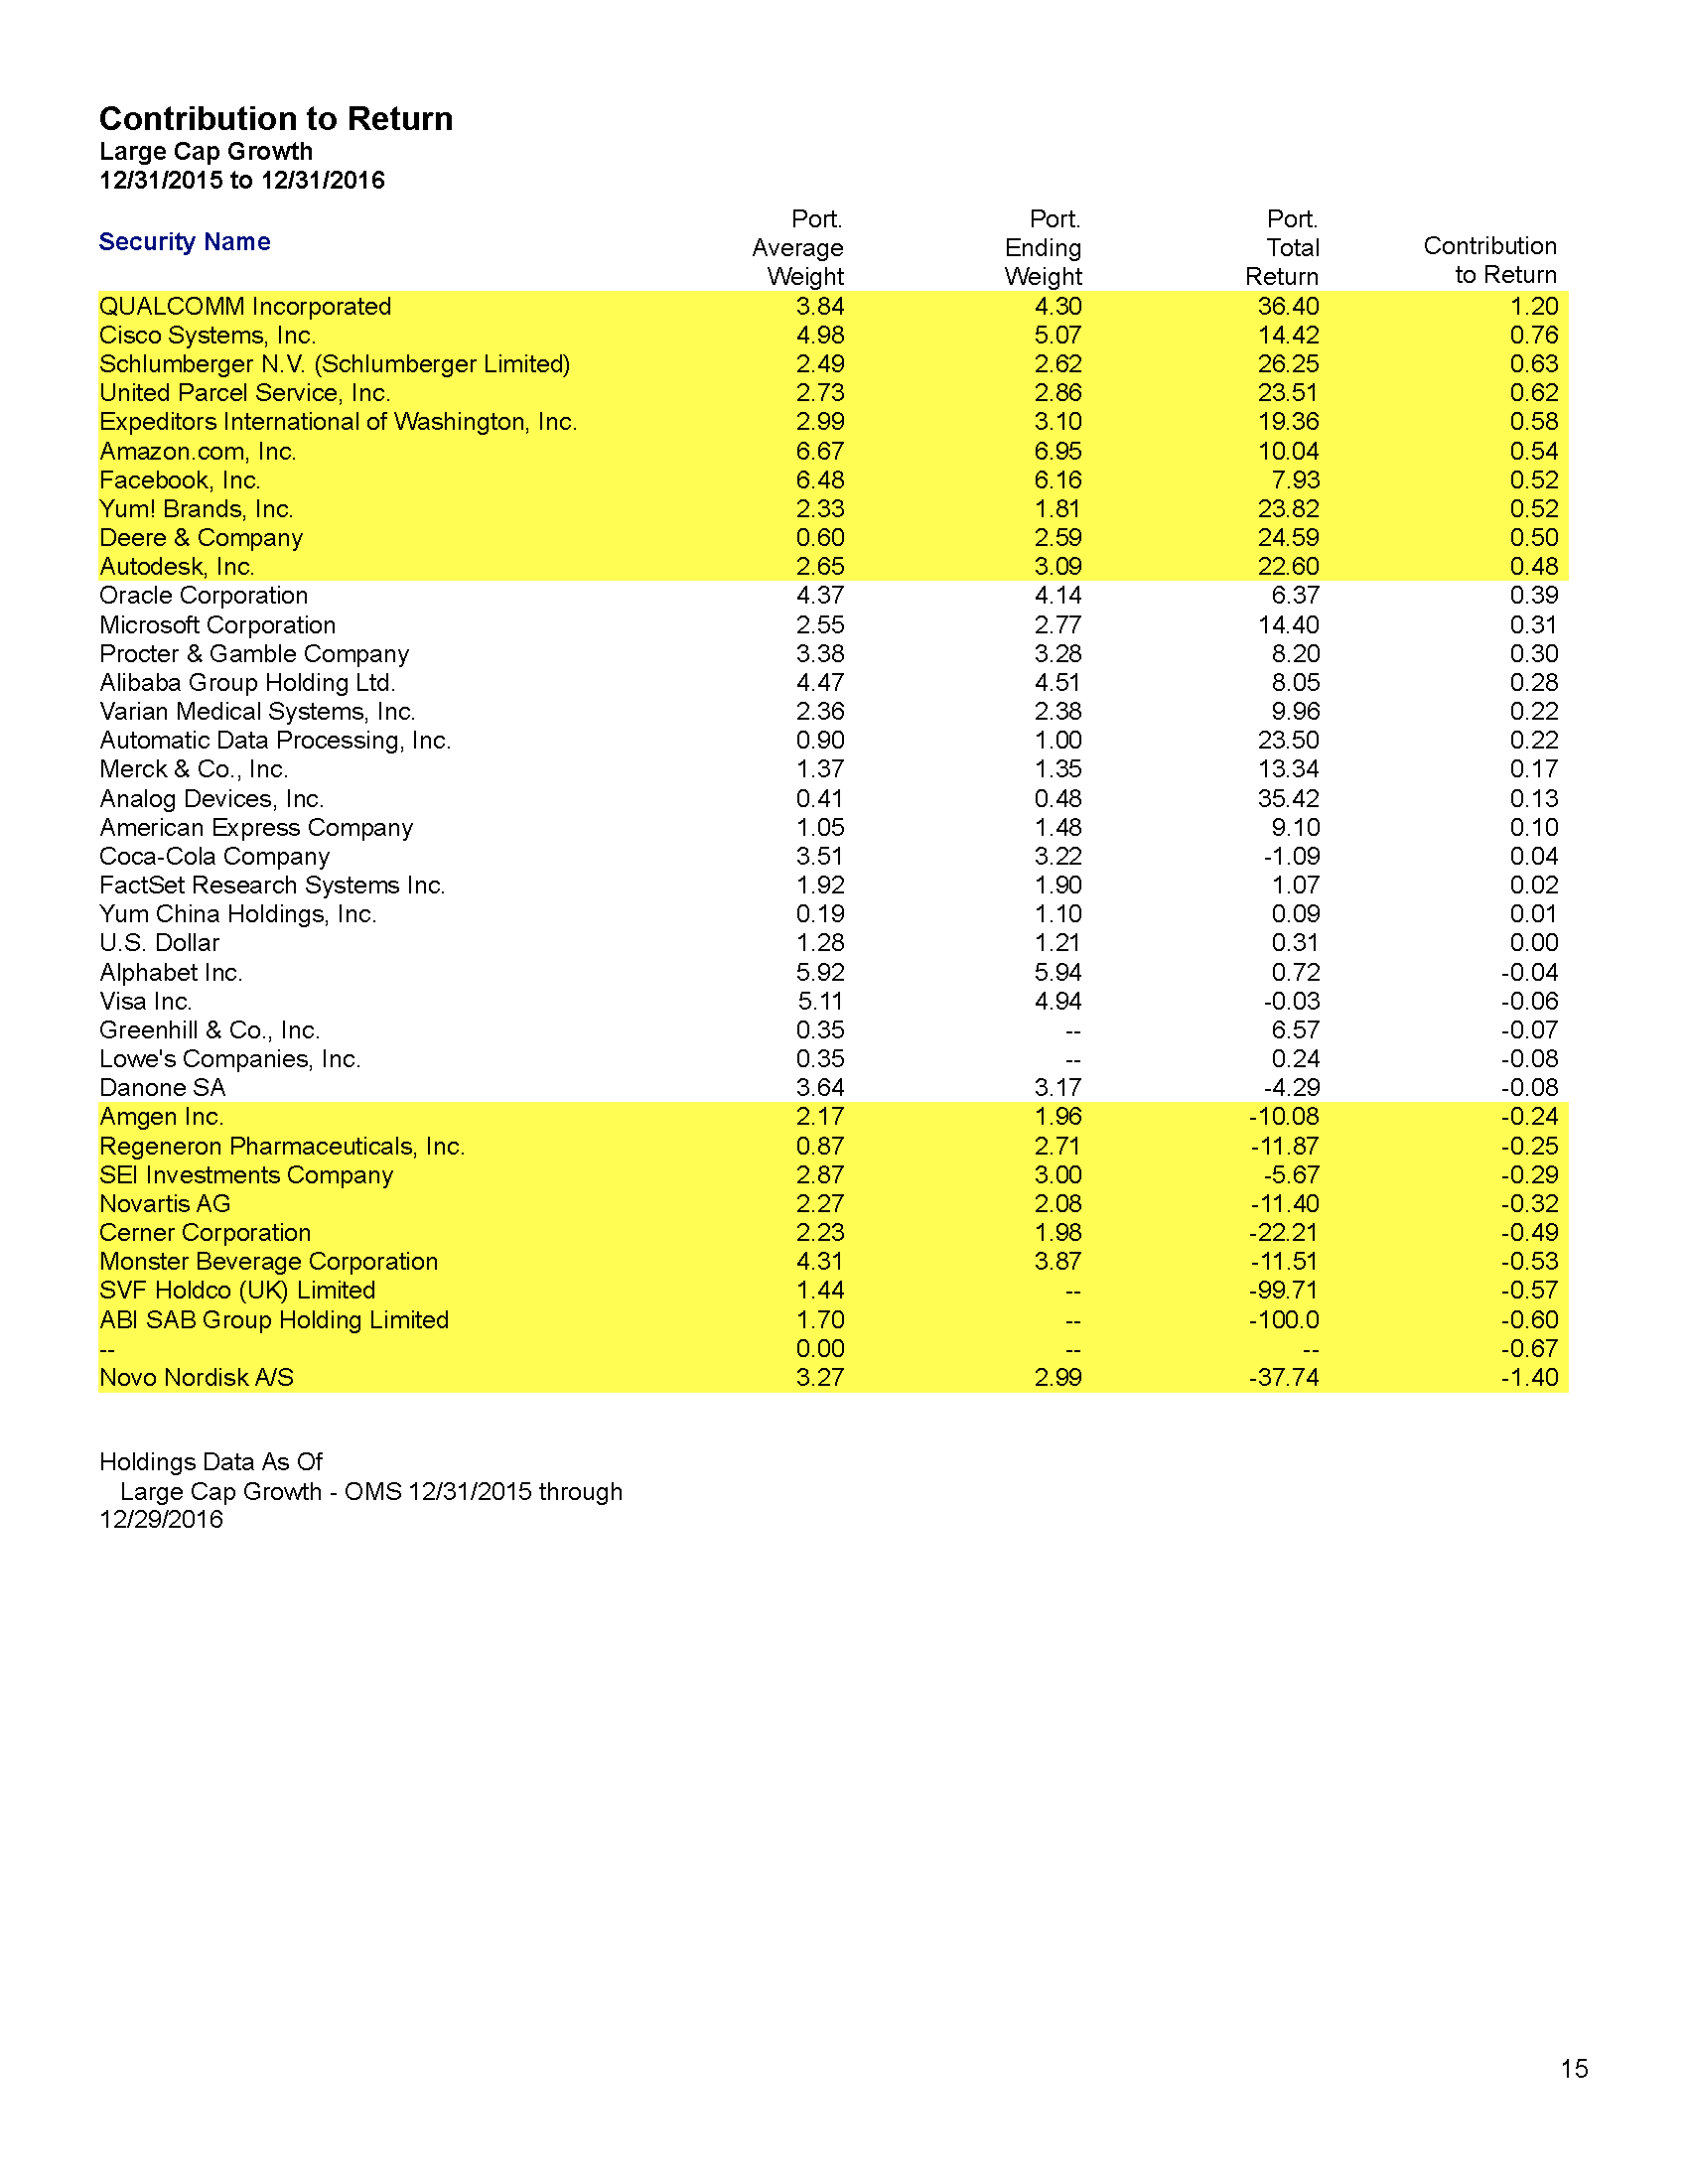 Contribution to Return
Large Cap Growth
12/31/2015 to 12/31/2016
Security Name
Port. Average Weight
Port. Ending Weight
Port. Total Return
Contribution to Return
QUALCOMM Incorporated 3.84 4.30 36.40 1.20
Cisco Systems, Inc. 4.98 5.07 14.42 0.76
Schlumberger N.V. (Schlumberger Limited) 2.49 2.62 26.25 0.63
United Parcel Service, Inc. 2.73 2.86 23.51 0.62
Expeditors International of Washington, Inc. 2.99 3.10 19.36 0.58
Amazon.com, Inc. 6.67 6.95 10.04 0.54
Facebook, Inc. 6.48 6.16 7.93 0.52
Yum! Brands, Inc. 2.33 1.81 23.82 0.52
Deere & Company 0.60 2.59 24.59 0.50
Autodesk, Inc. 2.65 3.09 22.60 0.48
Oracle Corporation 4.37 4.14 6.37 0.39
Microsoft Corporation 2.55 2.77 14.40 0.31
Procter & Gamble Company 3.38 3.28 8.20 0.30
Alibaba Group Holding Ltd. 4.47 4.51 8.05 0.28
Varian Medical Systems, Inc. 2.36 2.38 9.96 0.22
Automatic Data Processing, Inc. 0.90 1.00 23.50 0.22
Merck & Co., Inc. 1.37 1.35 13.34 0.17
Analog Devices, Inc. 0.41 0.48 35.42 0.13
American Express Company 1.05 1.48 9.10 0.10
Coca-Cola Company 3.51 3.22 -1.09 0.04
FactSet Research Systems Inc. 1.92 1.90 1.07 0.02
Yum China Holdings, Inc. 0.19 1.10 0.09 0.01
U.S. Dollar 1.28 1.21 0.31 0.00
Alphabet Inc. 5.92 5.94 0.72 -0.04
Visa Inc. 5.11 4.94 -0.03 -0.06
Greenhill & Co., Inc. 0.35 -- 6.57 -0.07
Lowe's Companies, Inc. 0.35 -- 0.24 -0.08
Danone SA 3.64 3.17 -4.29 -0.08
Amgen Inc. 2.17 1.96 -10.08 -0.24
Regeneron Pharmaceuticals, Inc. 0.87 2.71 -11.87 -0.25
SEI Investments Company 2.87 3.00 -5.67 -0.29
Novartis AG 2.27 2.08 -11.40 -0.32
Cerner Corporation 2.23 1.98 -22.21 -0.49
Monster Beverage Corporation 4.31 3.87 -11.51 -0.53
SVF Holdco (UK) Limited 1.44 -- -99.71 -0.57
ABI SAB Group Holding Limited 1.70 -- -100.0 -0.60
-- 0.00 -- -- -0.67
Novo Nordisk A/S 3.27 2.99 -37.74 -1.40
Holdings Data As Of
Large Cap Growth - OMS 12/31/2015 through
12/29/2016
15